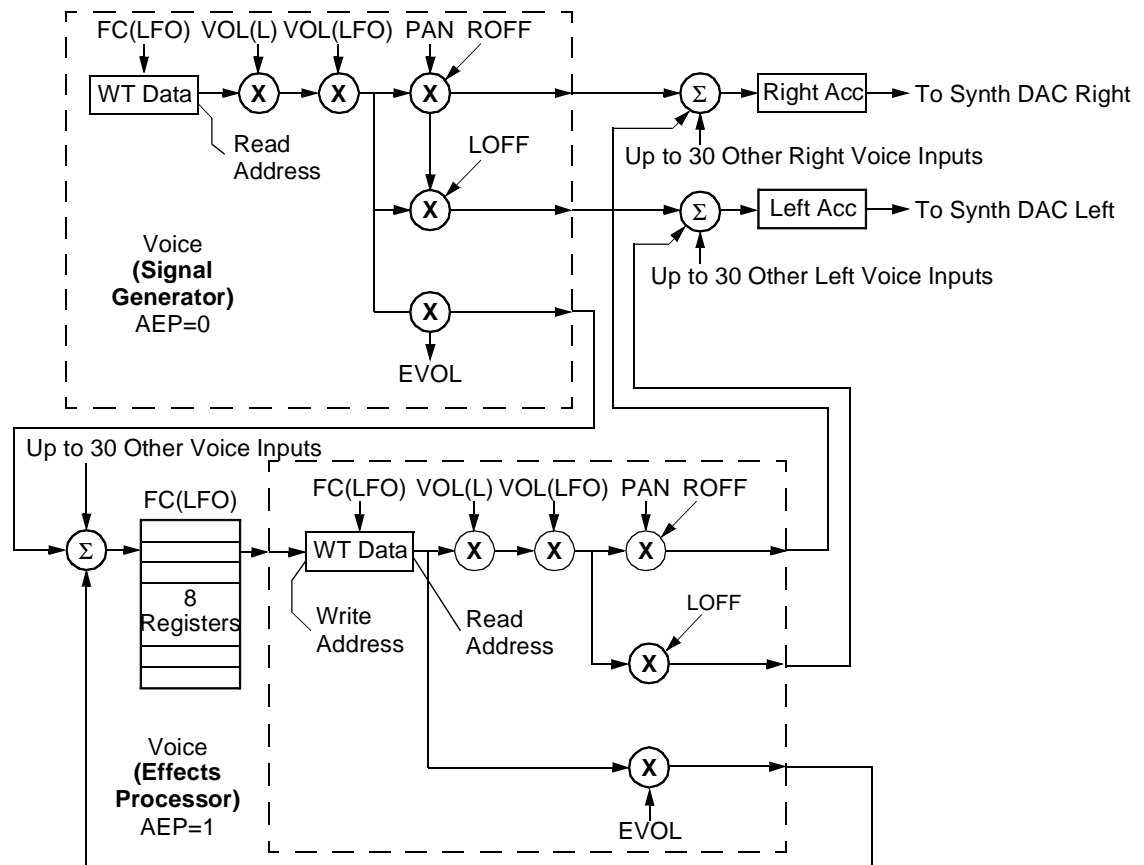 FC(LFO) VOL(L) VOL(LFO) PAN ROFF
WT Data X X X Σ Right Acc To Synth DAC Right
Read
Address
LOFF
Up to 30 Other Right Voice Inputs
X Σ Left Acc To Synth DAC Left
Voice
(Signal
Generator)
AEP=0
Up to 30 Other Left Voice Inputs
X
EVOL
Up to 30 Other Voice Inputs
FC(LFO)
FC(LFO) VOL(L) VOL(LFO) PAN ROFF
Σ
WT Data X X X
8
Registers
Write
Address
Read
Address
LOFF
X
Voice
(Effects
Processor)
AEP=1
X
EVOL